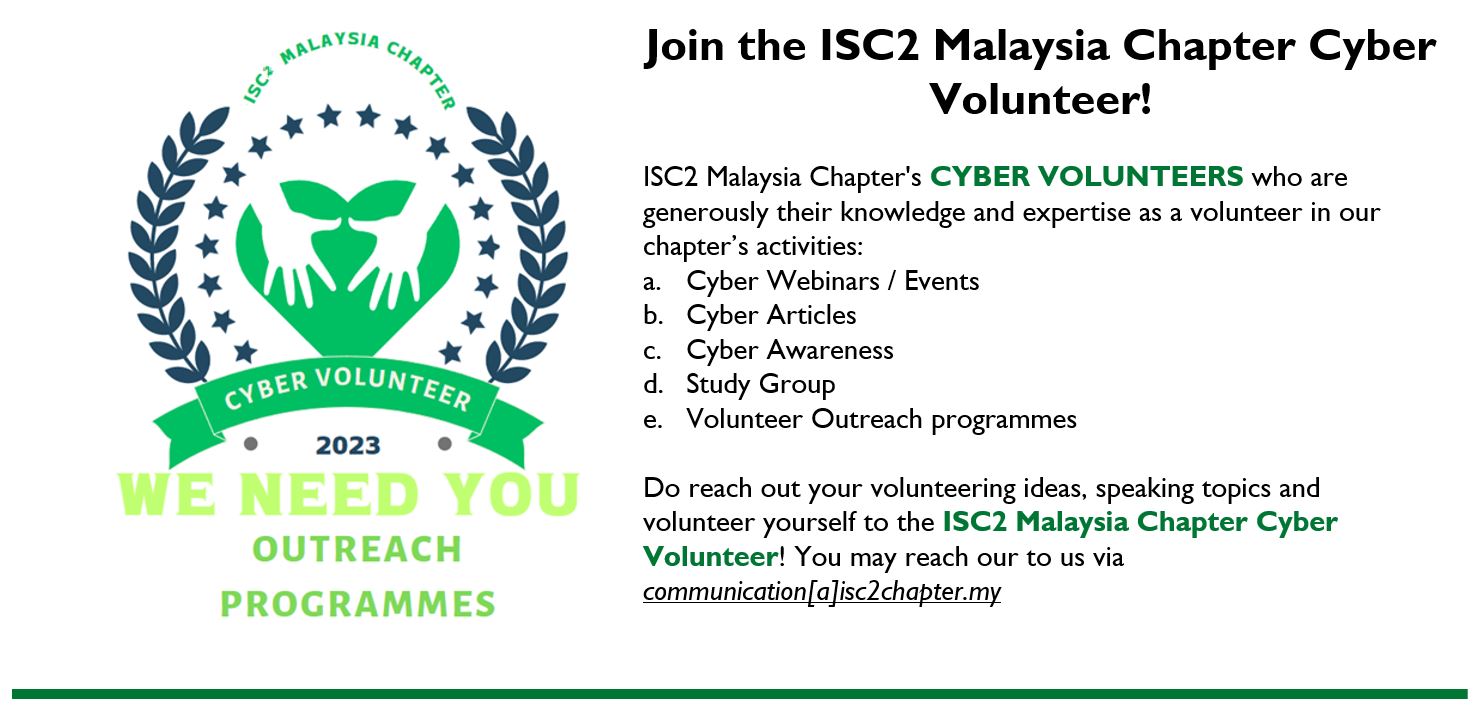 ISC² MALAYSIA CHAPTER
CYBER VOLUNTEER
2023
WE NEED YOU
OUTREACH
PROGRAMMES
Join the ISC2 Malaysia Chapter Cyber
Volunteer!
ISC2 Malaysia Chapter's CYBER VOLUNTEERS who are
generously their knowledge and expertise as a volunteer in our
chapter’s activities:
a. Cyber Webinars / Events
b. Cyber Articles
c. Cyber Awareness
d. Study Group
e. Volunteer Outreach programmes
Do reach out your volunteering ideas, speaking topics and
volunteer yourself to the ISC2 Malaysia Chapter Cyber
Volunteer! You may reach our to us via
communication[a]isc2chapter.my